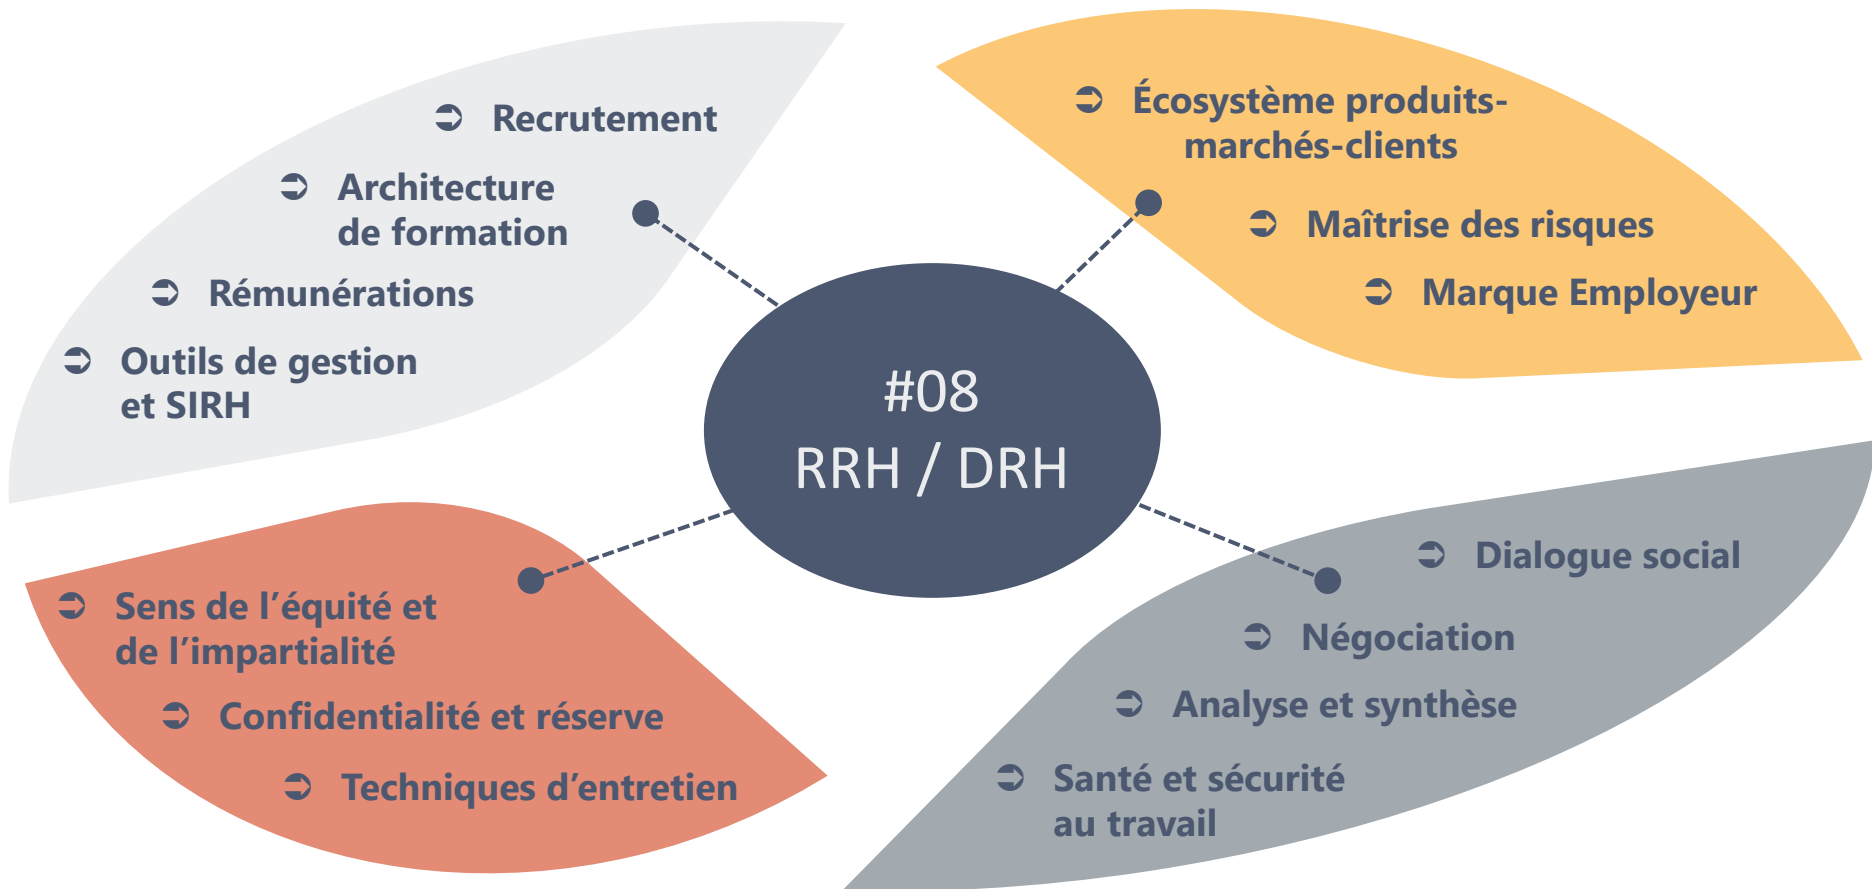 ➲ Recrutement
➲ Architecture
de formation
➲ Rémunérations
➲ Outils de gestion
et SIRH
➲ Écosystème produits-
marchés-clients
➲ Maîtrise des risques
➲ Marque Employeur
#08
RRH / DRH
➲ Sens de l’équité et
de l’impartialité
➲ Confidentialité et réserve
➲ Techniques d’entretien
➲ Dialogue social
➲ Négociation
➲ Analyse et synthèse
➲ Santé et sécurité
au travail